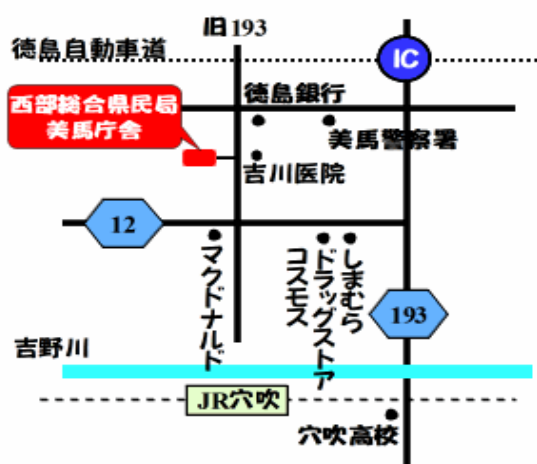 旧193
徳島自動車道
IC
徳島銀行
西部総合県民局
美馬庁舎
美馬警察署
吉川医院
12
マクドナルド
ドラッグストア
コスモス
しまむら
193
吉野川
JR穴吹
穴吹高校